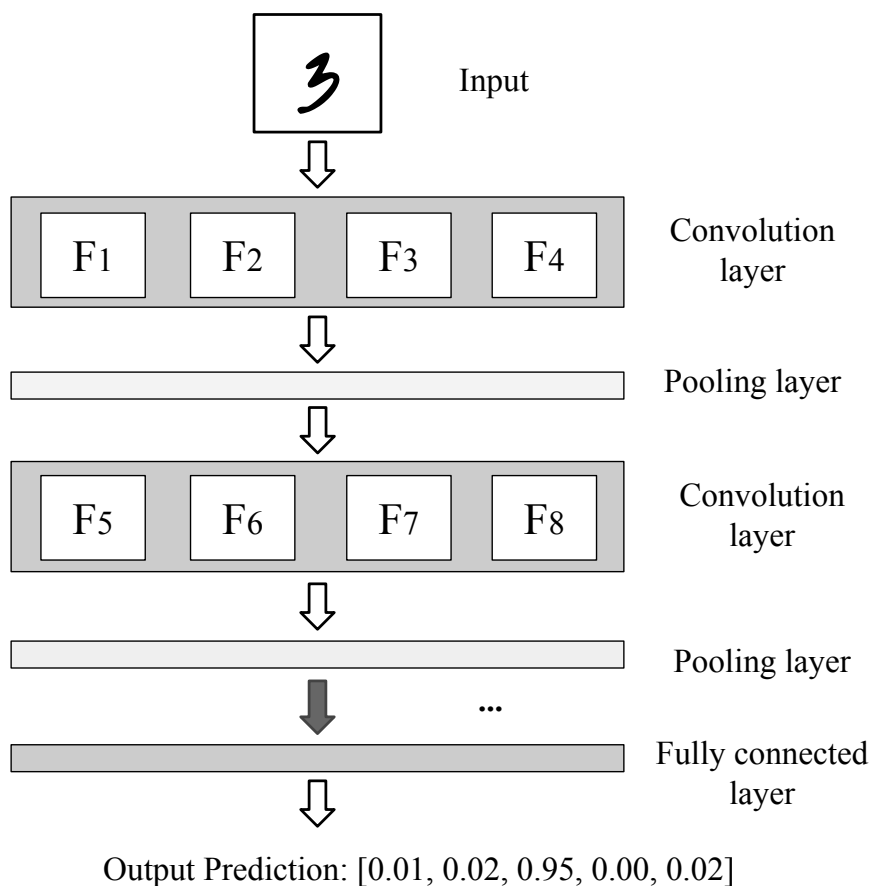 3
Input
F1 F2 F3 F4
Convolution
layer
Pooling layer
F5 F6 F7 F8
Convolution
layer
Pooling layer
...
Fully connected
layer
Output Prediction: [0.01, 0.02, 0.95, 0.00, 0.02]